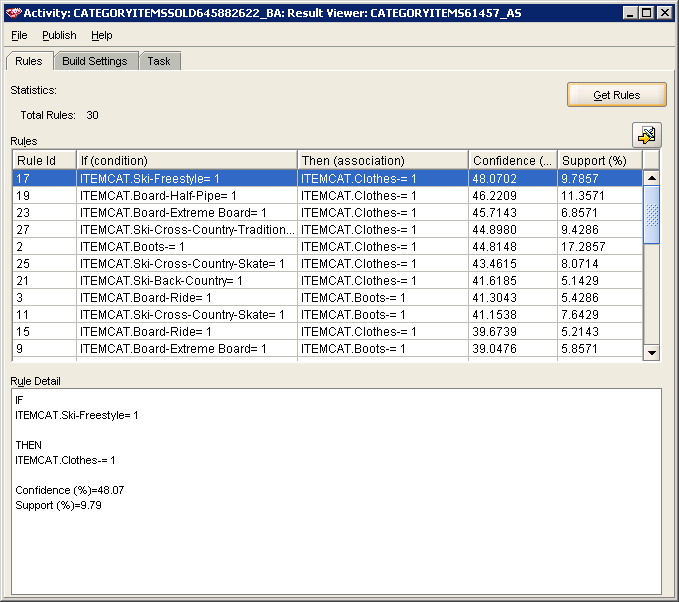 Activity: CATEGORYITEMSSOLD645882622_BA: Result Viewer: CATEGORYITEMS61457_AS
File Publish Help
Rules Build Settings Task
Statistics:
Get Rules
Total Rules: 30
Rules
Rule Id If (condition) Then (association) Confidence (... Support (%)
17 ITEMCAT.Ski-Freestyle= 1 ITEMCAT.Clothes-= 1 48.0702 9.7857
19 ITEMCAT.Board-Half-Pipe= 1 ITEMCAT.Clothes-= 1 46.2209 11.3571
23 ITEMCAT.Board-Extreme Board= 1 ITEMCAT.Clothes-= 1 45.7143 6.8571
27 ITEMCAT.Ski-Cross-Country-Tradition... ITEMCAT.Clothes-= 1 44.8980 9.4286
2 ITEMCAT.Boots-= 1 ITEMCAT.Clothes-= 1 44.8148 17.2857
25 ITEMCAT.Ski-Cross-Country-Skate= 1 ITEMCAT.Clothes-= 1 43.4615 8.0714
21 ITEMCAT.Ski-Back-Country= 1 ITEMCAT.Clothes-= 1 41.6185 5.1429
3 ITEMCAT.Board-Ride= 1 ITEMCAT.Boots-= 1 41.3043 5.4286
11 ITEMCAT.Ski-Cross-Country-Skate= 1 ITEMCAT.Boots-= 1 41.1538 7.6429
15 ITEMCAT.Board-Ride= 1 ITEMCAT.Clothes-= 1 39.6739 5.2143
9 ITEMCAT.Board-Extreme Board= 1 ITEMCAT.Boots-= 1 39.0476 5.8571
Rule Detail
IF
ITEMCAT.Ski-Freestyle= 1
THEN
ITEMCAT.Clothes-= 1
Confidence (%)=48.07
Support (%)=9.79